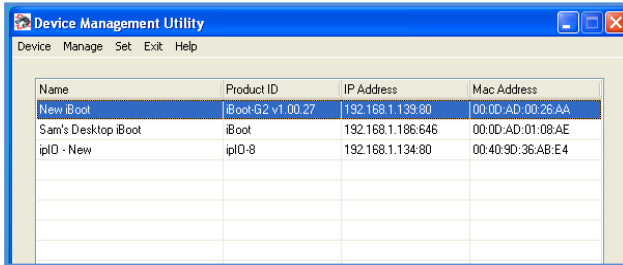 Device Management Utility
Device Manage Set Exit Help
Name Product ID IP Address Mac Address
New iBoot iBoot-G2 v1.00.27 192.168.1.139:80 00:0D:AD:00:26:AA
Sam's Desktop iBoot iBoot 192.168.1.186:646 00:0D:AD:01:08:AE
ipIO - New ipIO-8 192.168.1.134:80 00:40:9D:36:AB:E4